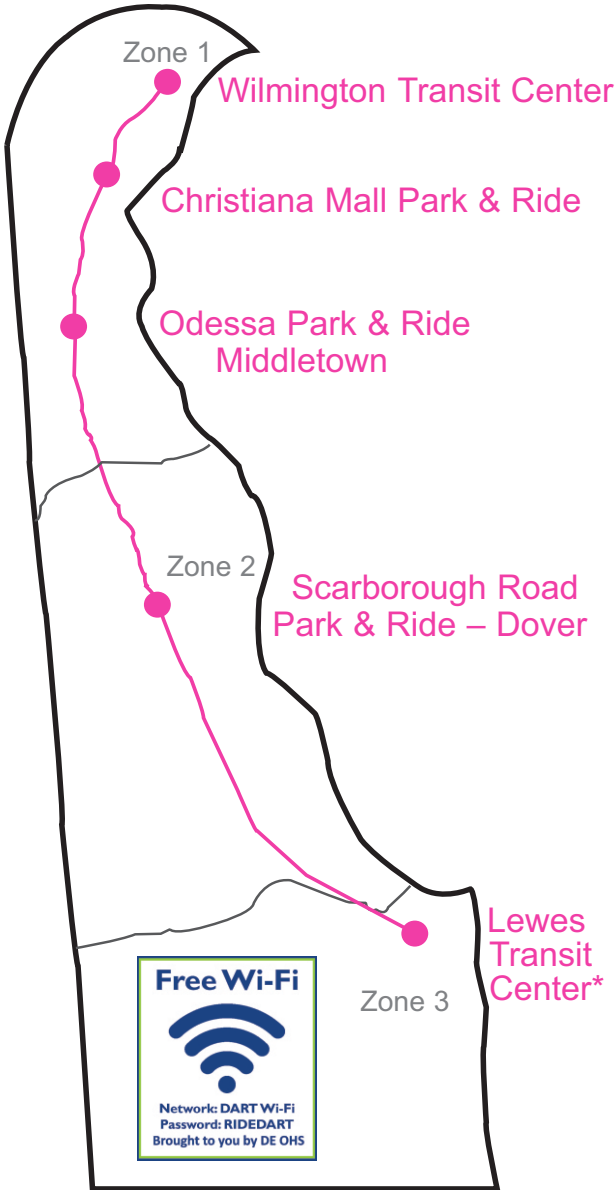 Zone 1
Wilmington Transit Center
Christiana Mall Park & Ride
Odessa Park & Ride
Middletown
Zone 2
Scarborough Road
Park & Ride – Dover
Lewes
Transit
Center*
Zone 3
Free Wi-Fi
Network: DART Wi-Fi
Password: RIDEDART
Brought to you by DE OHS